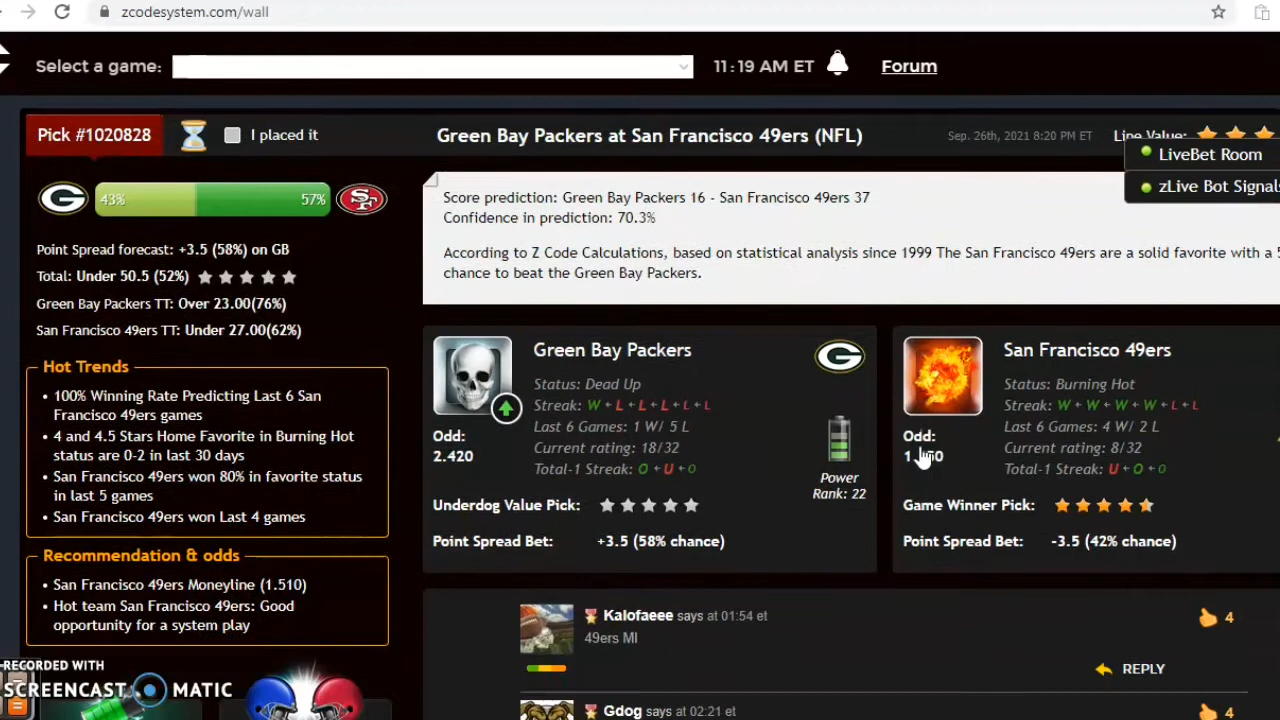 zcodesystem.com/wall
Select a game:
11:19 AM ET
Forum
Pick #1020828
I placed it
Green Bay Packers at San Francisco 49ers (NFL)
Sep. 26th, 2021 8:20 PM ET
Line Value:
LiveBet Room
zLive Bot Signals
43%
57%
Score prediction: Green Bay Packers 16 - San Francisco 49ers 37
Confidence in prediction: 70.3%
According to Z Code Calculations, based on statistical analysis since 1999 The San Francisco 49ers are a solid favorite with a 5
chance to beat the Green Bay Packers.
Point Spread forecast: +3.5 (58%) on GB
Total: Under 50.5 (52%)
Green Bay Packers TT: Over 23.00(76%)
San Francisco 49ers TT: Under 27.00(62%)
Hot Trends
• 100% Winning Rate Predicting Last 6 San
Francisco 49ers games
• 4 and 4.5 Stars Home Favorite in Burning Hot
status are 0-2 in last 30 days
• San Francisco 49ers won 80% in favorite status
in last 5 games
• San Francisco 49ers won Last 4 games
Recommendation & odds
• San Francisco 49ers Moneyline (1.510)
• Hot team San Francisco 49ers: Good
opportunity for a system play
Green Bay Packers
Status: Dead Up
Streak: W L L L L L
Last 6 Games: 1 W/ 5 L
Current rating: 18/32
Total-1 Streak: O U O
Odd:
2.420
Power
Rank: 22
Underdog Value Pick:
Point Spread Bet: +3.5 (58% chance)
San Francisco 49ers
Status: Burning Hot
Streak: W W W W L L
Last 6 Games: 4 W/ 2 L
Current rating: 8/32
Total-1 Streak: U O O
Odd:
Game Winner Pick:
Point Spread Bet: -3.5 (42% chance)
Kalofaeee says at 01:54 et
49ers Ml
4
REPLY
Gdog says at 02:21 et
4
RECORDED WITH
SCREENCAST MATIC